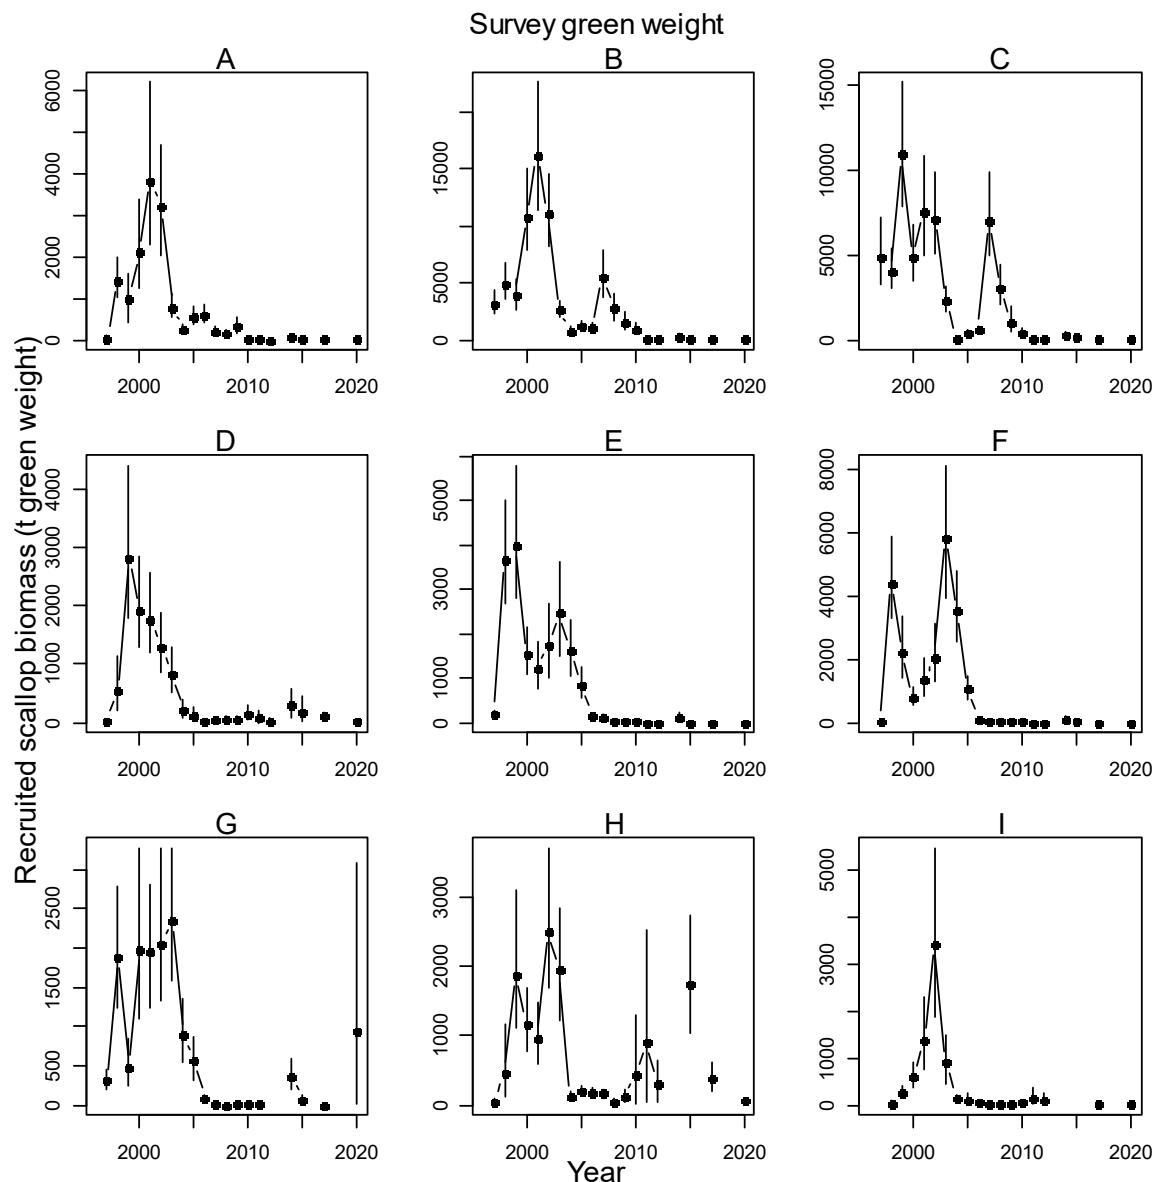 Survey green weight
A
B
C
Recruited scallop biomass (t green weight)
0 2000 4000 6000
2000 2010 2020
0 5000 15000
2000 2010 2020
0 5000 10000 15000
2000 2010 2020
D
E
F
0 1000 2000 3000 4000
2000 2010 2020
0 1000 3000 5000
2000 2010 2020
0 2000 4000 6000 8000
2000 2010 2020
G
H
I
0 500 1500 2500
2000 2010 2020
0 1000 2000 3000
2000 2010 2020
0 1000 3000 5000
2000 2010 2020
Year